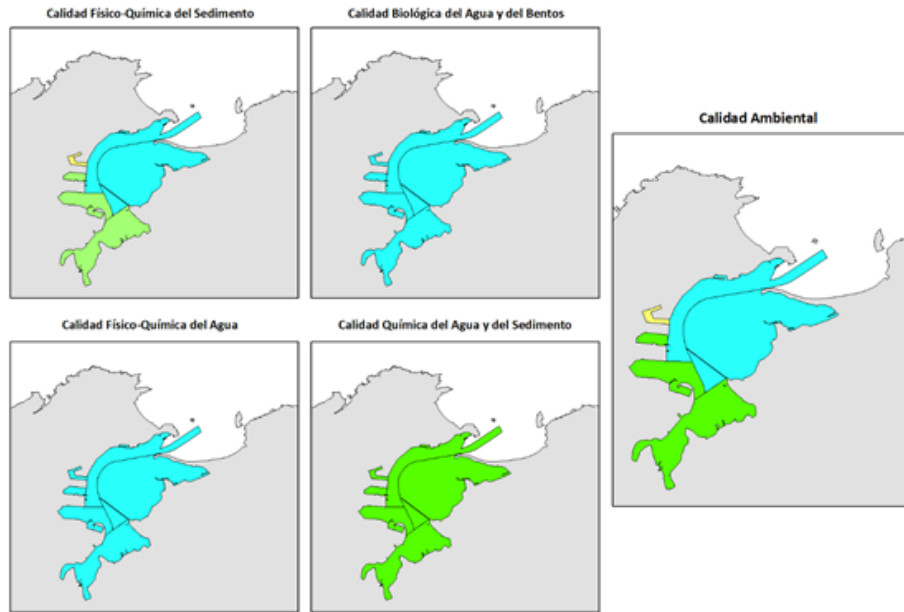 Calidad Físico-Química del Sedimento
Calidad Biológica del Agua y del Bentos
Calidad Ambiental
Calidad Físico-Química del Agua
Calidad Química del Agua y del Sedimento